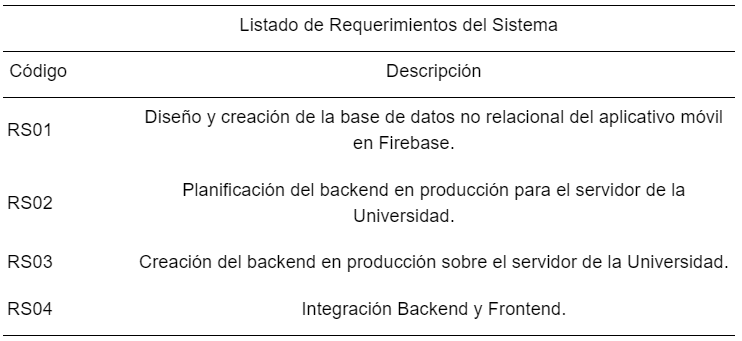 Listado de Requerimientos del Sistema
Código Descripción
RS01 Diseño y creación de la base de datos no relacional del aplicativo móvil
en Firebase.
RS02 Planificación del backend en producción para el servidor de la
Universidad.
RS03 Creación del backend en producción sobre el servidor de la Universidad.
RS04 Integración Backend y Frontend.